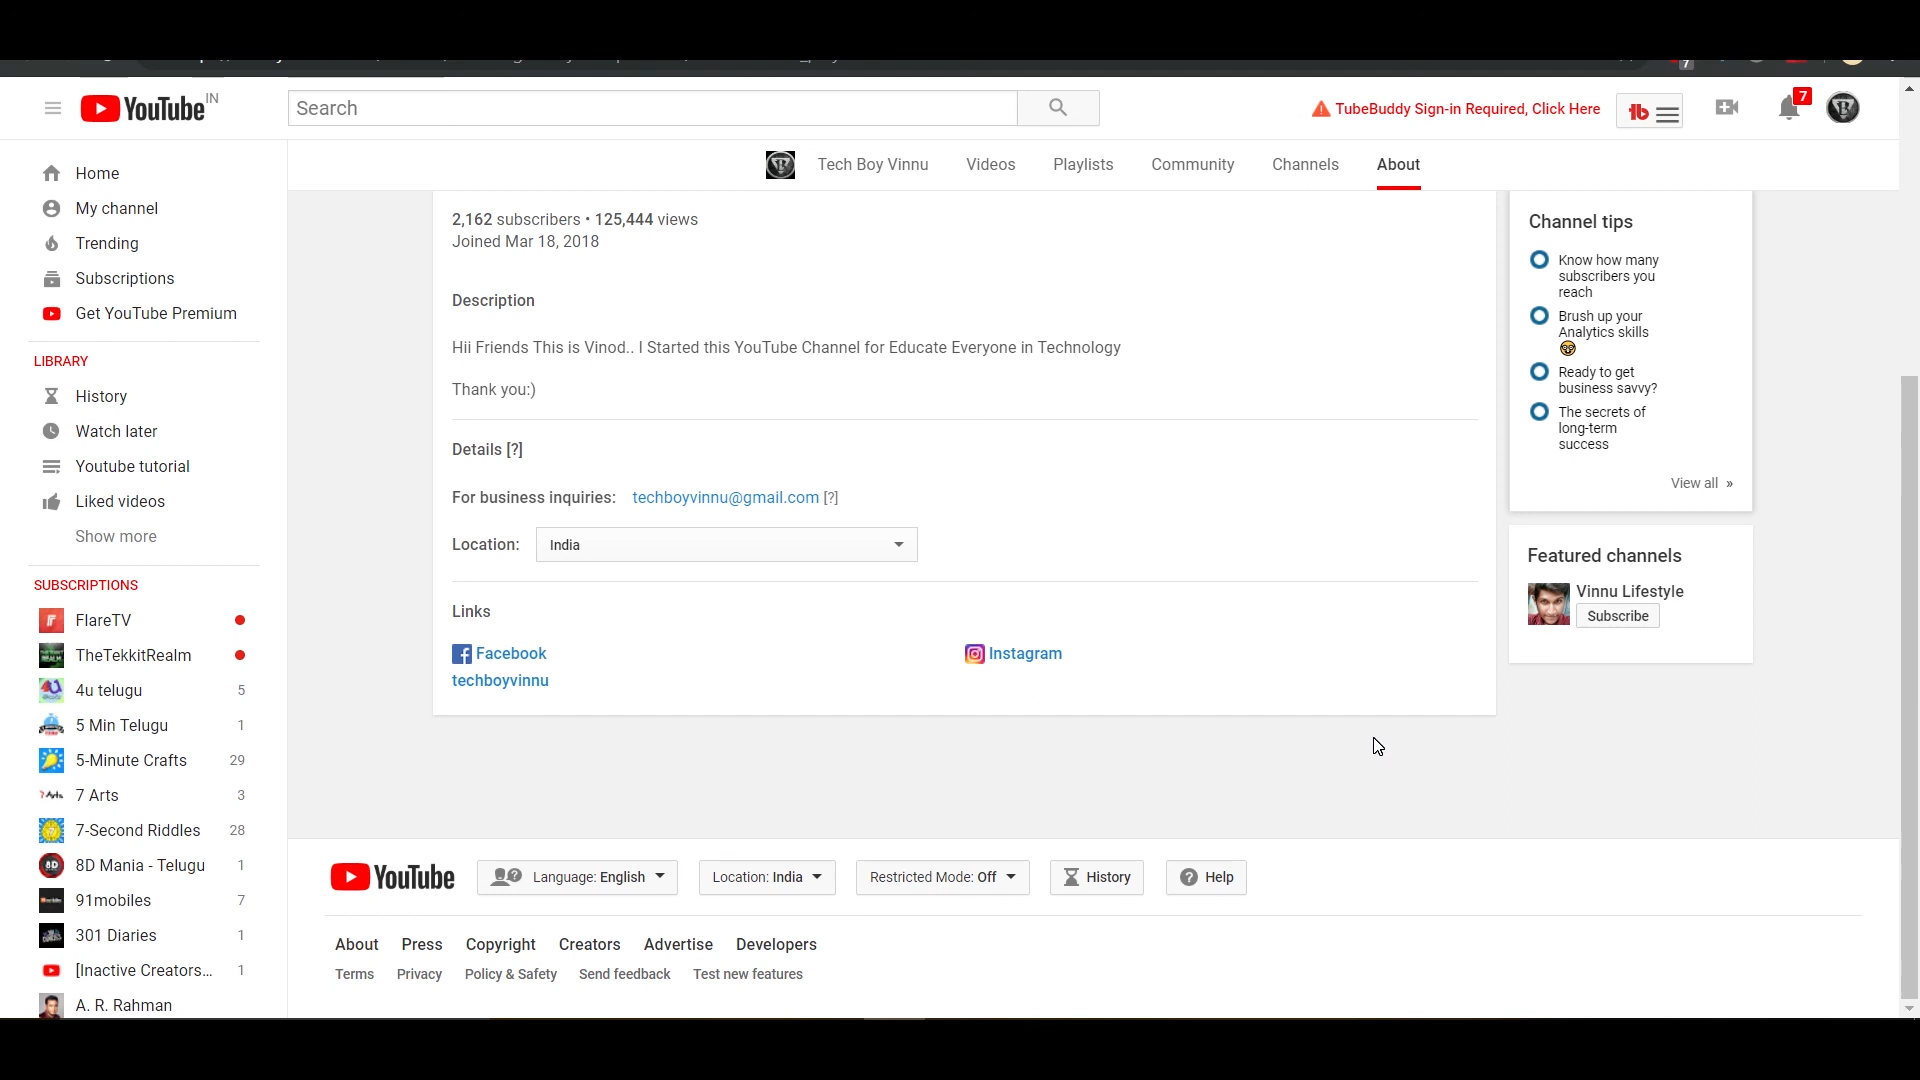 YouTube IN
Search
TubeBuddy Sign-in Required, Click Here
tb
7
7
Home
My channel
Trending
Subscriptions
Get YouTube Premium
LIBRARY
History
Watch later
Youtube tutorial
Liked videos
Show more
SUBSCRIPTIONS
FlareTV
TheTekkitRealm
4u telugu 5
5 Min Telugu 1
5-Minute Crafts 29
7 Arts 3
7-Second Riddles 28
8D Mania - Telugu 1
91mobiles 7
301 Diaries 1
[Inactive Creators... 1
A. R. Rahman
Tech Boy Vinnu Videos Playlists Community Channels About
2,162 subscribers • 125,444 views
Joined Mar 18, 2018
Description
Hii Friends This is Vinod.. I Started this YouTube Channel for Educate Everyone in Technology
Thank you:)
Details [?]
For business inquiries: techboyvinnu@gmail.com [?]
Location: India
Links
Facebook
Instagram
techboyvinnu
Channel tips
Know how many
subscribers you
reach
Brush up your
Analytics skills
🤓
Ready to get
business savvy?
The secrets of
long-term
success
View all »
Featured channels
Vinnu Lifestyle
Subscribe
YouTube Language: English Location: India Restricted Mode: Off History Help
About Press Copyright Creators Advertise Developers
Terms Privacy Policy & Safety Send feedback Test new features